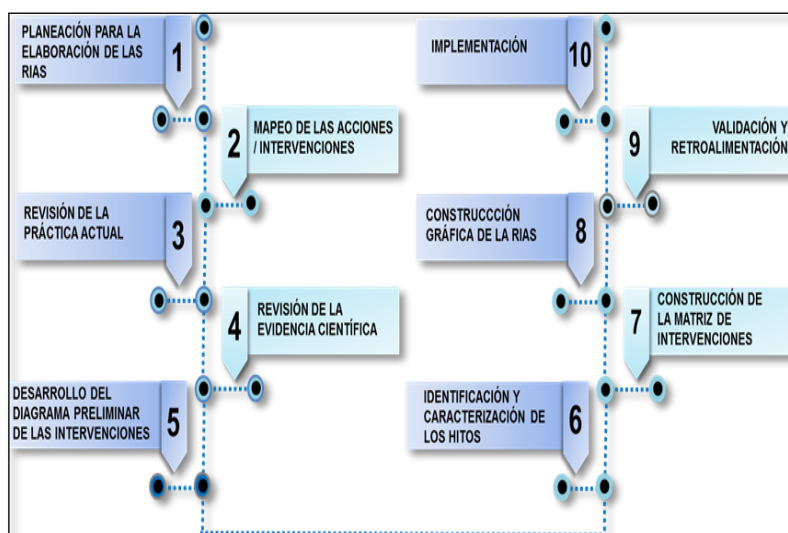 PLANEACIÓN PARA LA
ELABORACIÓN DE LAS
RIAS
1
2
MAPEO DE LAS ACCIONES
/ INTERVENCIONES
REVISIÓN DE LA
PRÁCTICA ACTUAL
3
4
REVISIÓN DE LA
EVIDENCIA CIENTÍFICA
DESARROLLO DEL
DIAGRAMA PRELIMINAR
DE LAS INTERVENCIONES
5
IDENTIFICACIÓN Y
CARACTERIZACIÓN DE
LOS HITOS
6
7
CONSTRUCCIÓN DE
LA MATRIZ DE
INTERVENCIONES
CONSTRUCCCIÓN
GRÁFICA DE LA RIAS
8
9
VALIDACIÓN Y
RETROALIMENTACIÓN
IMPLEMENTACIÓN
10